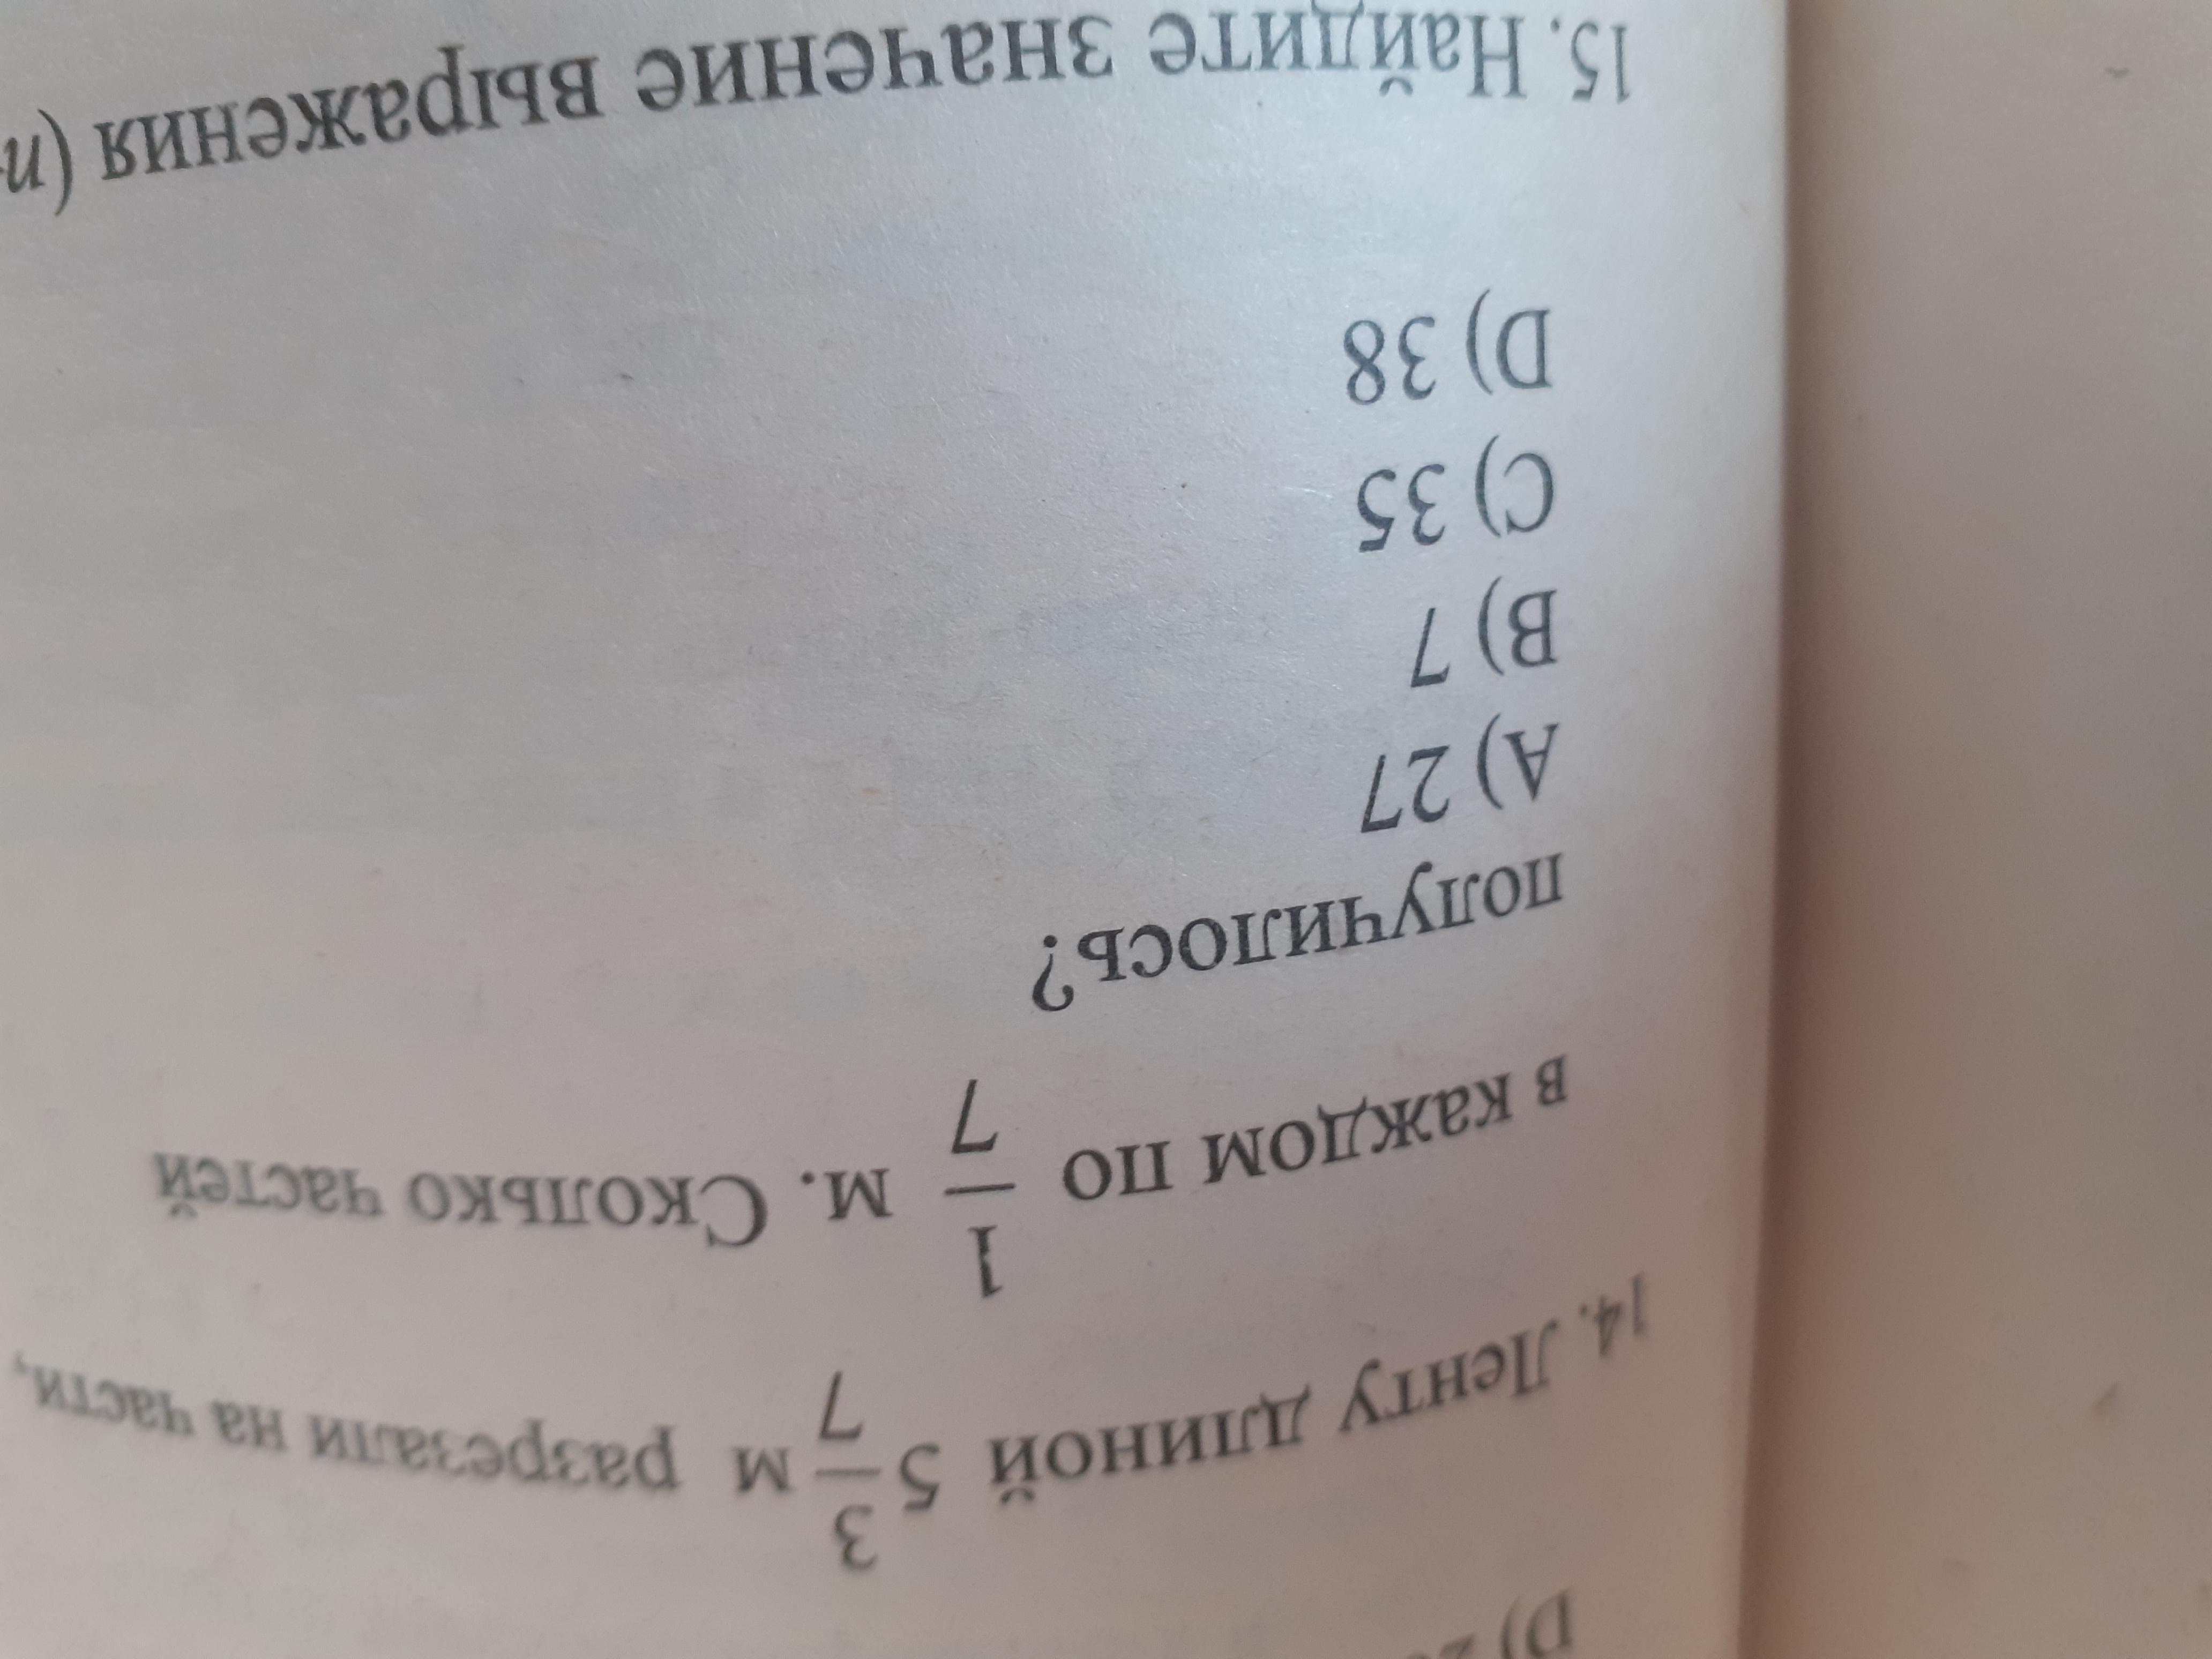 D) 2
14. Ленту длиной 5 3/7 м разрезали на части,
в каждом по 1/7 м. Сколько частей
получилось?
A) 27
B) 7
C) 35
D) 38
15. Найдите значение выражения (n